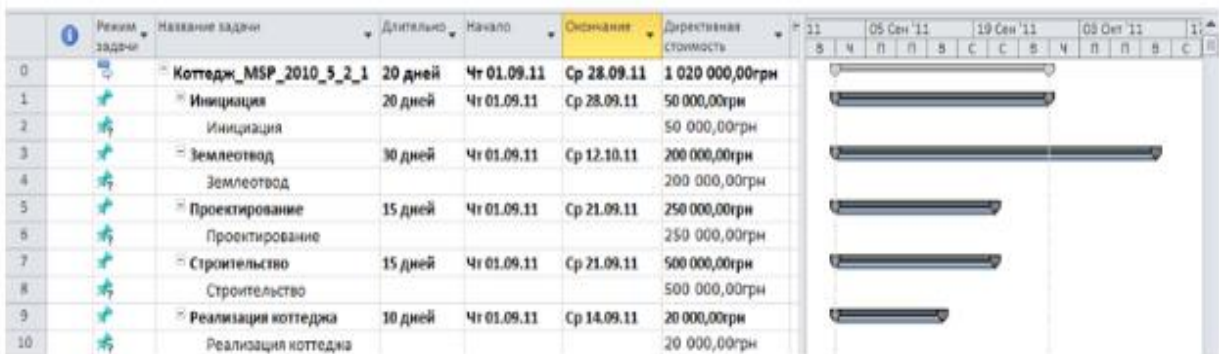 Режим задачи Название задачи Длительно Начало Окончание Директивная стоимость
11 05 Сен '11 19 Сен '11 03 Окт '11 17
В Ч П П В С С В Ч П П В С
0 Коттедж_MSP_2010_5_2_1 20 дней Чт 01.09.11 Ср 28.09.11 1 020 000,00грн
1 Инициация 20 дней Чт 01.09.11 Ср 28.09.11 50 000,00грн
2 Инициация 50 000,00грн
3 Землеотвод 30 дней Чт 01.09.11 Ср 12.10.11 200 000,00грн
4 Землеотвод 200 000,00грн
5 Проектирование 15 дней Чт 01.09.11 Ср 21.09.11 250 000,00грн
6 Проектирование 250 000,00грн
7 Строительство 15 дней Чт 01.09.11 Ср 21.09.11 500 000,00грн
8 Строительство 500 000,00грн
9 Реализация коттеджа 10 дней Чт 01.09.11 Ср 14.09.11 20 000,00грн
10 Реализация коттеджа 20 000,00грн